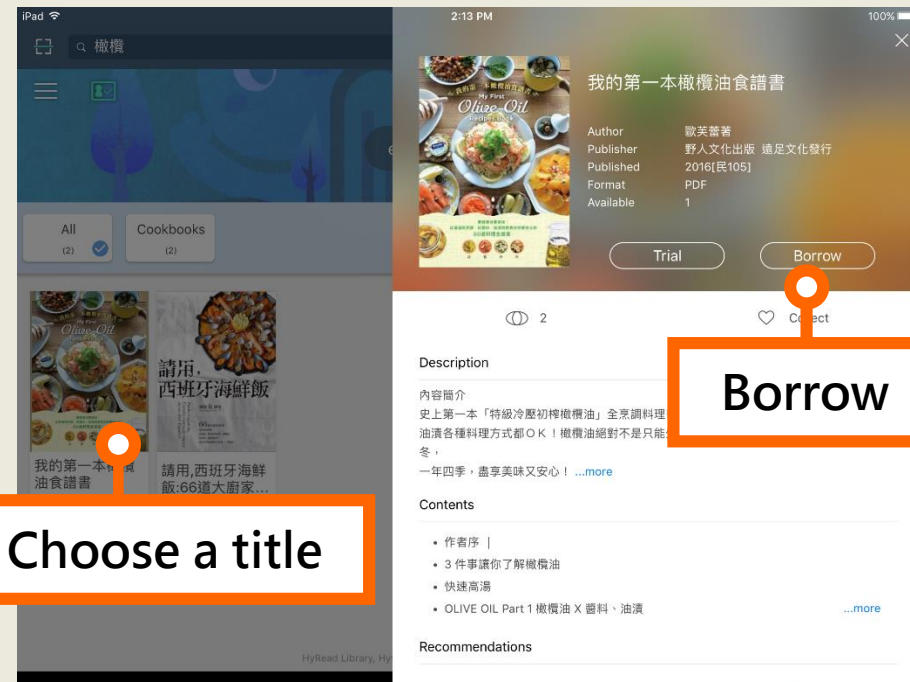 iPad
2:13 PM
100%
橄欖
All
(2)
Cookbooks
(2)
My First
Olive Oil
Recipes Book
我的第一本橄欖
油食譜書
請用,
西班牙海鮮飯
請用,西班牙海鮮
飯:66道大廚家...
Choose a title
HyRead Library, Hy
我的第一本橄欖油食譜書
Author 歐芙蕾著
Publisher 野人文化出版 遠足文化發行
Published 2016[民105]
Format PDF
Available 1
Trial
Borrow
2
Collect
Borrow
Description
內容簡介
史上第一本「特級冷壓初榨橄欖油」全烹調料理
油漬各種料理方式都ＯＫ！橄欖油絕對不是只能
冬，
一年四季，盡享美味又安心！ ...more
Contents
• 作者序 |
• 3 件事讓你了解橄欖油
• 快速高湯
• OLIVE OIL Part 1 橄欖油 X 醬料、油漬 ...more
Recommendations